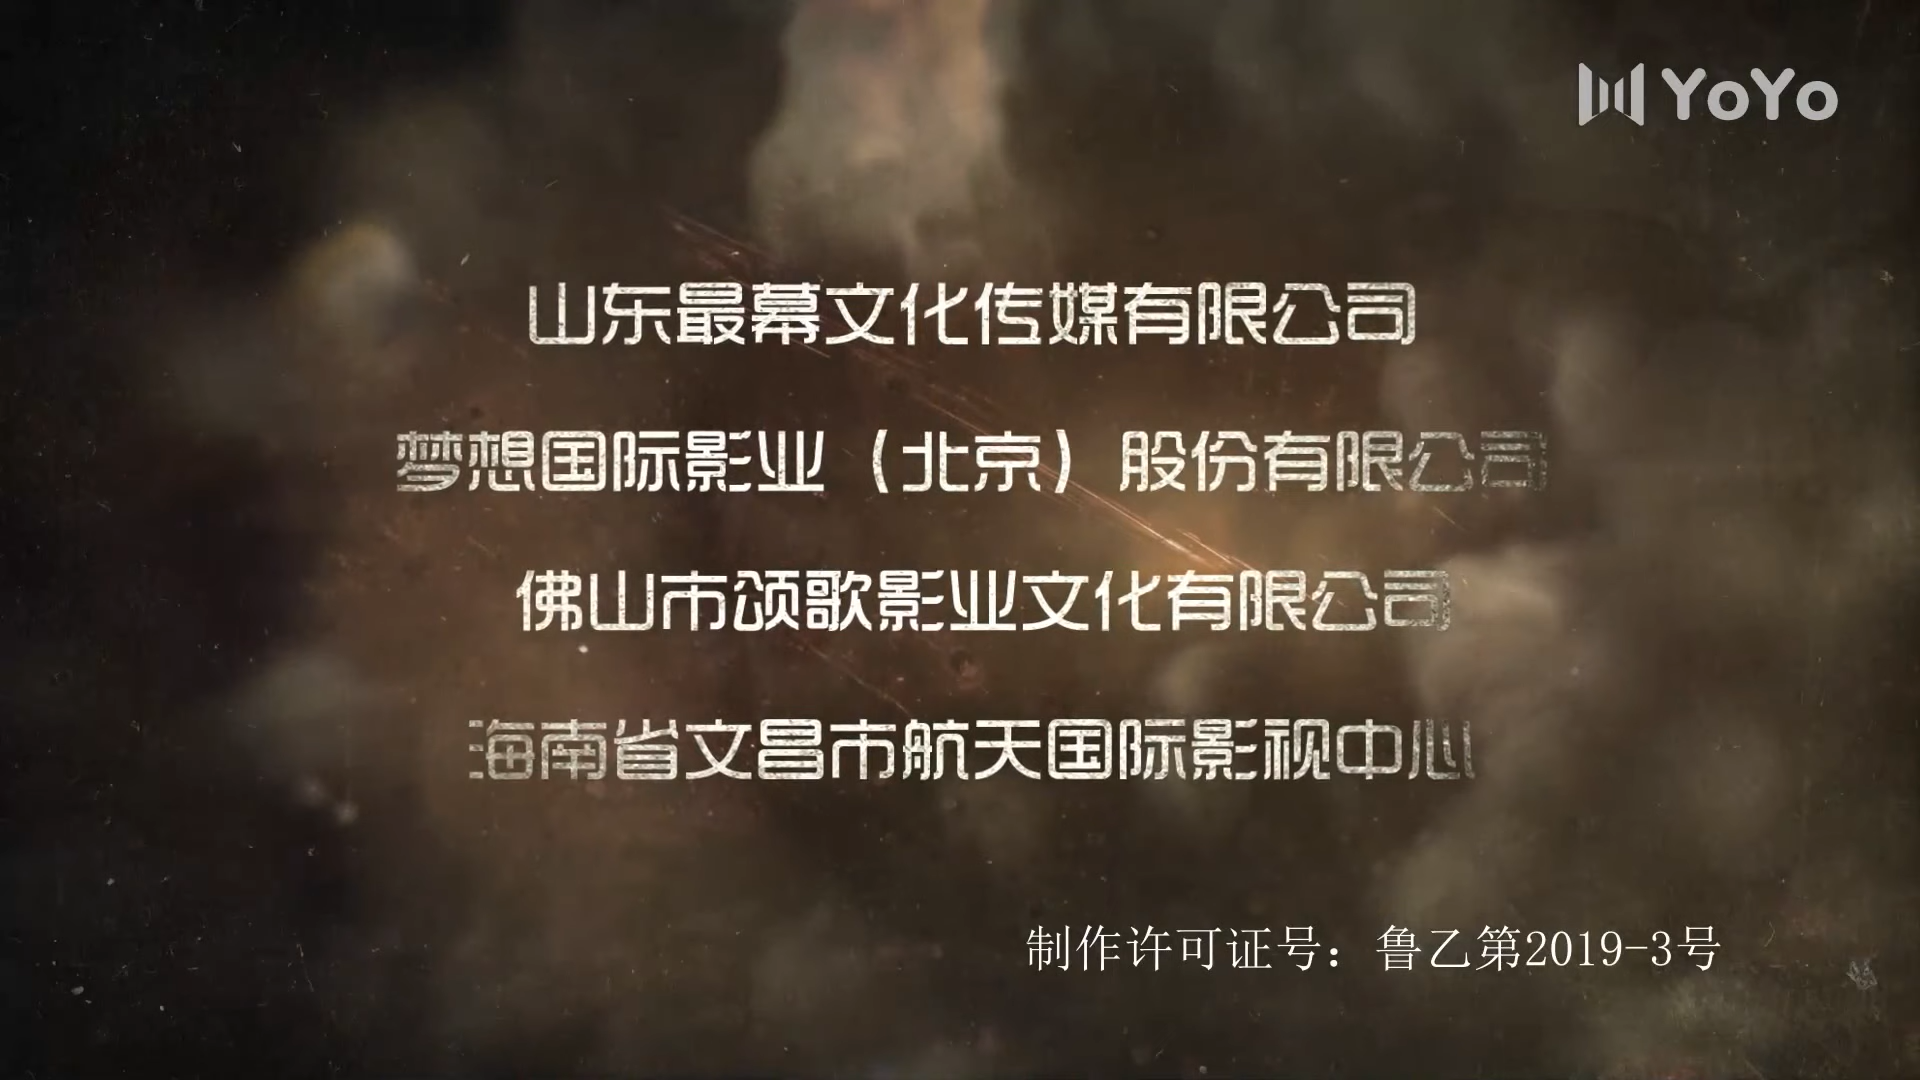 YoYo
山东最幕文化传媒有限公司
梦想国际影业（北京）股份有限公司
佛山市颂歌影业文化有限公司
海南省文昌市航天国际影视中心
制作许可证号：鲁乙第2019-3号